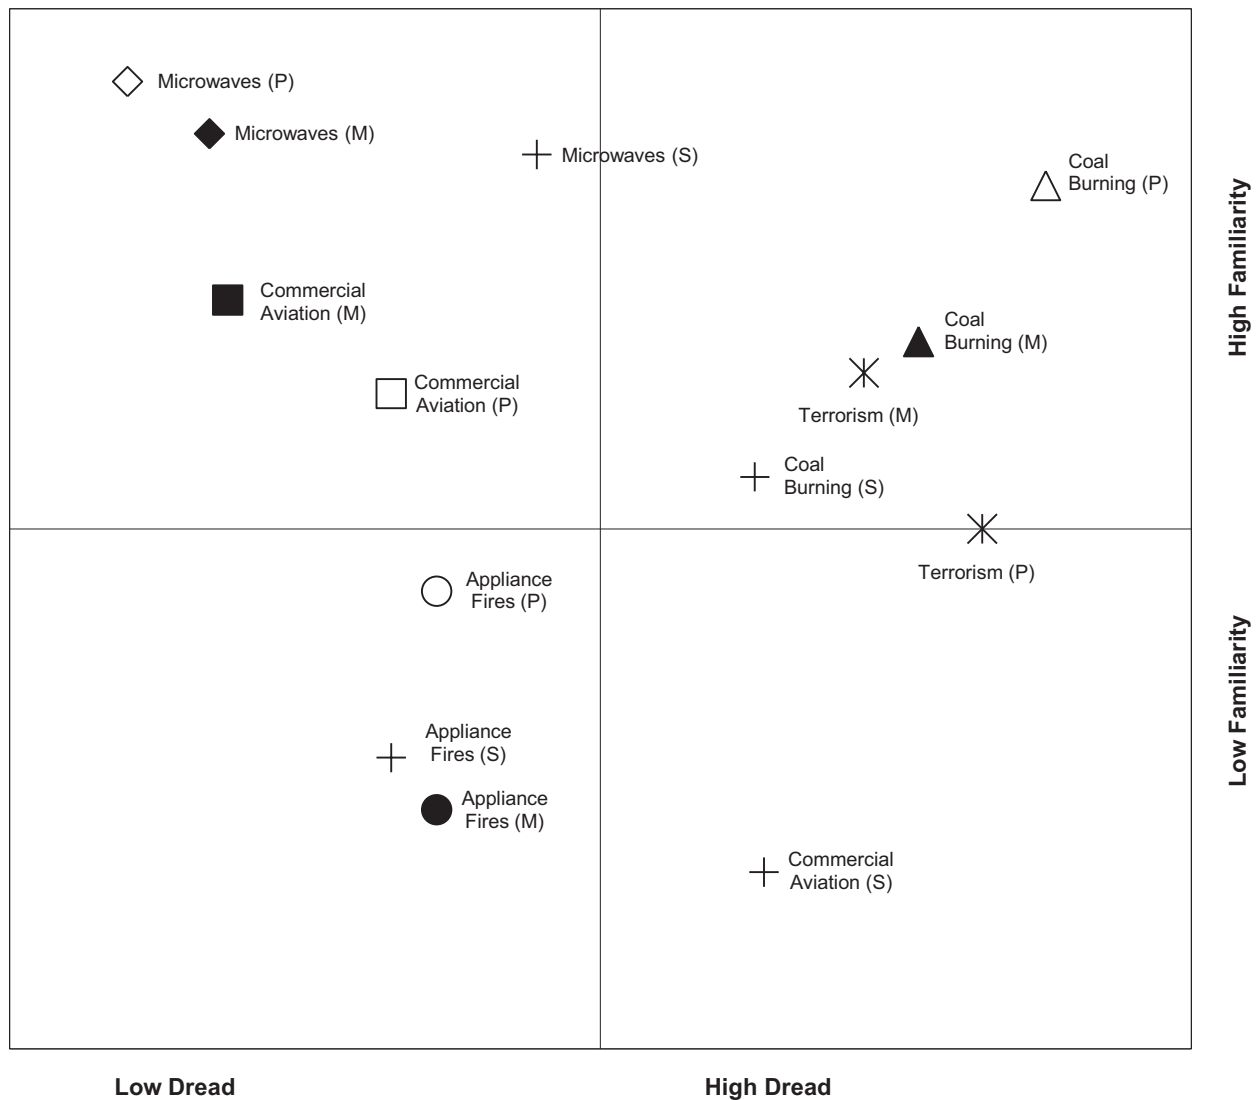 Microwaves (P)
Microwaves (M)
Microwaves (S)
Coal
Burning (P)
Commercial
Aviation (M)
Coal
Burning (M)
Commercial
Aviation (P)
Terrorism (M)
Coal
Burning (S)
Terrorism (P)
Appliance
Fires (P)
Appliance
Fires (S)
Appliance
Fires (M)
Commercial
Aviation (S)
High Familiarity
Low Familiarity
Low Dread
High Dread